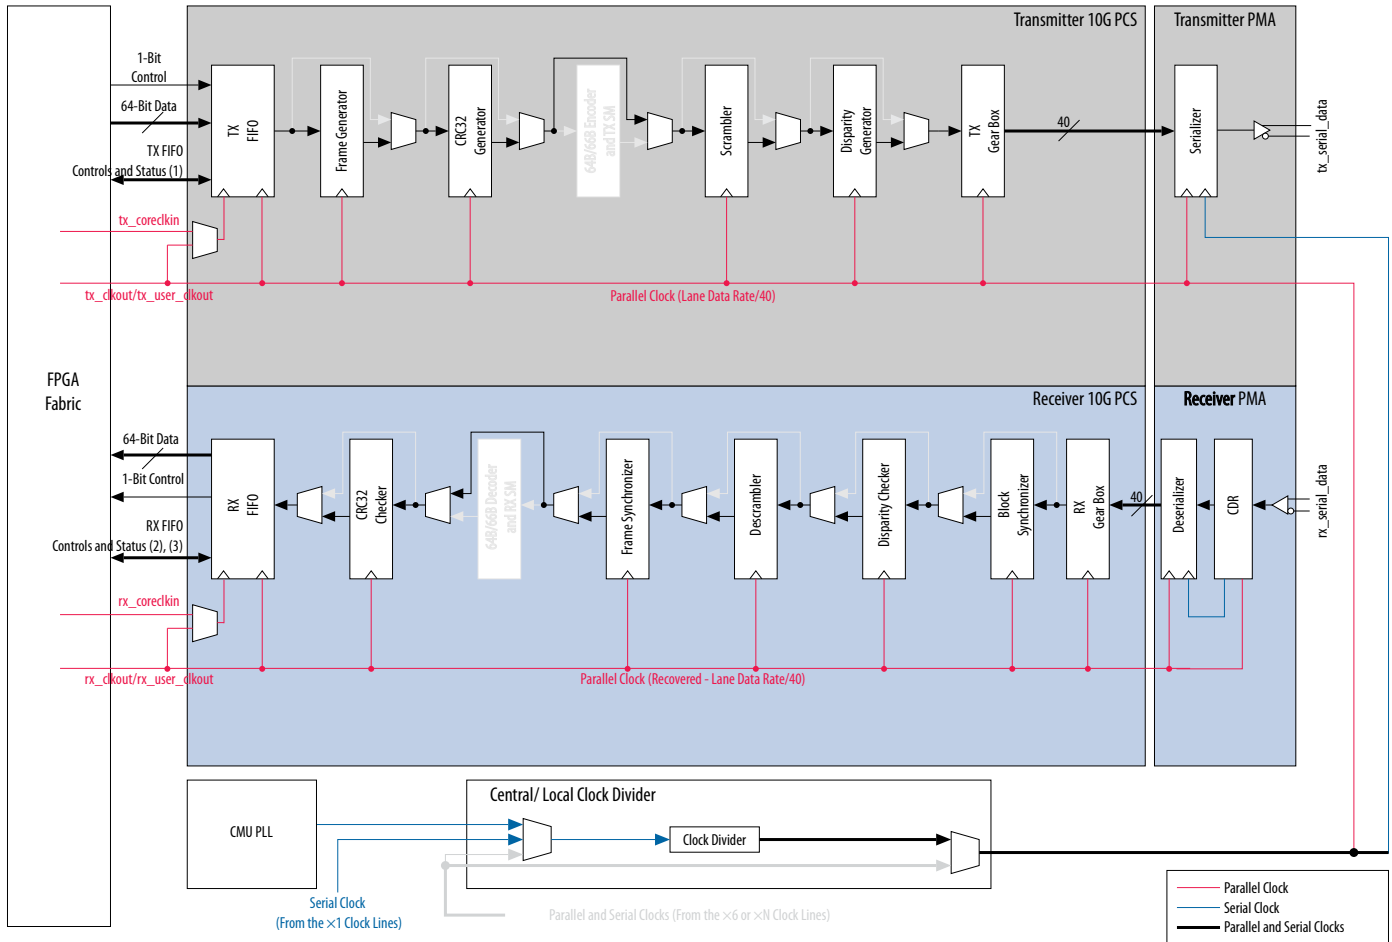 Transmitter 10G PCS
Transmitter PMA
1-Bit
Control
64-Bit Data
TX FIFO
Controls and Status (1)
tx_coreclkin
tx_clkout/tx_user_clkout
TX
FIFO
Frame Generator
CRC32
Generator
64B/66B Encoder
and TX SM
Scrambler
Disparity
Generator
TX
Gear Box
40
Serializer
tx_serial_data
Parallel Clock (Lane Data Rate/40)
FPGA
Fabric
Receiver 10G PCS
Receiver PMA
64-Bit Data
1-Bit Control
RX FIFO
Controls and Status (2), (3)
rx_coreclkin
rx_clkout/rx_user_clkout
RX
FIFO
CRC32
Checker
64B/66B Decoder
and RX SM
Frame Synchronizer
Descrambler
Disparity Checker
Block
Synchronizer
RX
Gear Box
40
Deserializer
CDR
rx_serial_data
Parallel Clock (Recovered - Lane Data Rate/40)
CMU PLL
Central/ Local Clock Divider
Clock Divider
Serial Clock
(From the ×1 Clock Lines)
Parallel and Serial Clocks (From the ×6 or ×N Clock Lines)
Parallel Clock
Serial Clock
Parallel and Serial Clocks